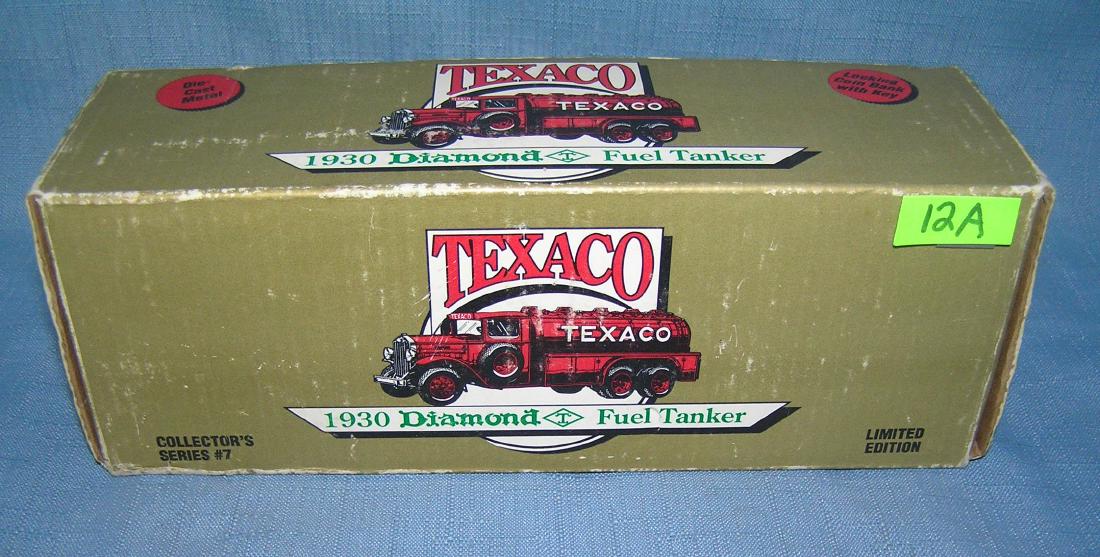 Die-
Cast
Metal
TEXACO
Locking
Coin Bank
with Key
TEXACO
TEXACO
1930 Diamond T Fuel Tanker
12A
TEXACO
TEXACO
TEXACO
1930 Diamond T Fuel Tanker
COLLECTOR'S
SERIES #7
LIMITED
EDITION